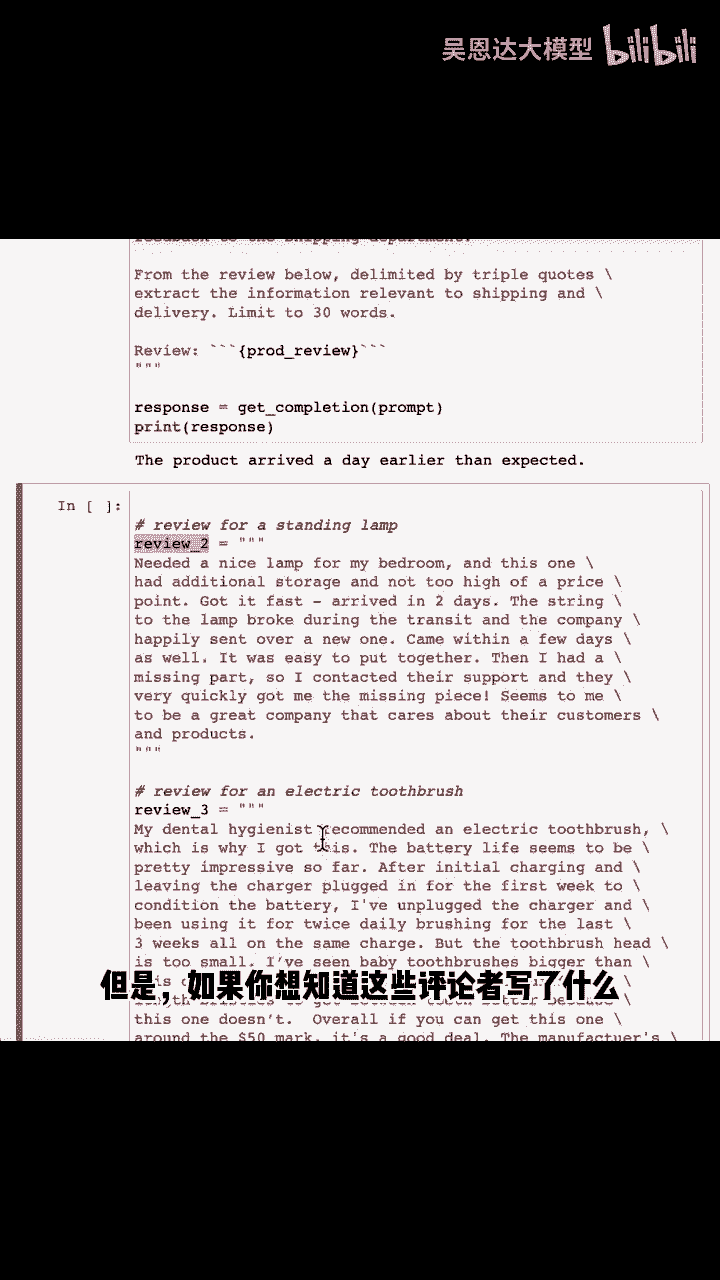 吴恩达大模型 bilibili
feedback to the shipping department.
From the review below, delimited by triple quotes \
extract the information relevant to shipping and \
delivery. Limit to 30 words.
Review: ```{prod_review}```
"""
response = get_completion(prompt)
print(response)
The product arrived a day earlier than expected.
In [ ]:
# review for a standing lamp
review_2 = """
Needed a nice lamp for my bedroom, and this one \
had additional storage and not too high of a price \
point. Got it fast - arrived in 2 days. The string \
to the lamp broke during the transit and the company \
happily sent over a new one. Came within a few days \
as well. It was easy to put together. Then I had a \
missing part, so I contacted their support and they \
very quickly got me the missing piece! Seems to me \
to be a great company that cares about their customers \
and products.
"""
# review for an electric toothbrush
review_3 = """
My dental hygienist recommended an electric toothbrush, \
which is why I got this. The battery life seems to be \
pretty impressive so far. After initial charging and \
leaving the charger plugged in for the first week to \
condition the battery, I've unplugged the charger and \
been using it for twice daily brushing for the last \
3 weeks all on the same charge. But the toothbrush head \
is too small. I've seen baby toothbrushes bigger than \
但是，如果你想知道这些评论者写了什么
this one doesn't.  Overall if you can get this one \
around the $50 mark, it's a good deal. The manufactuer's \